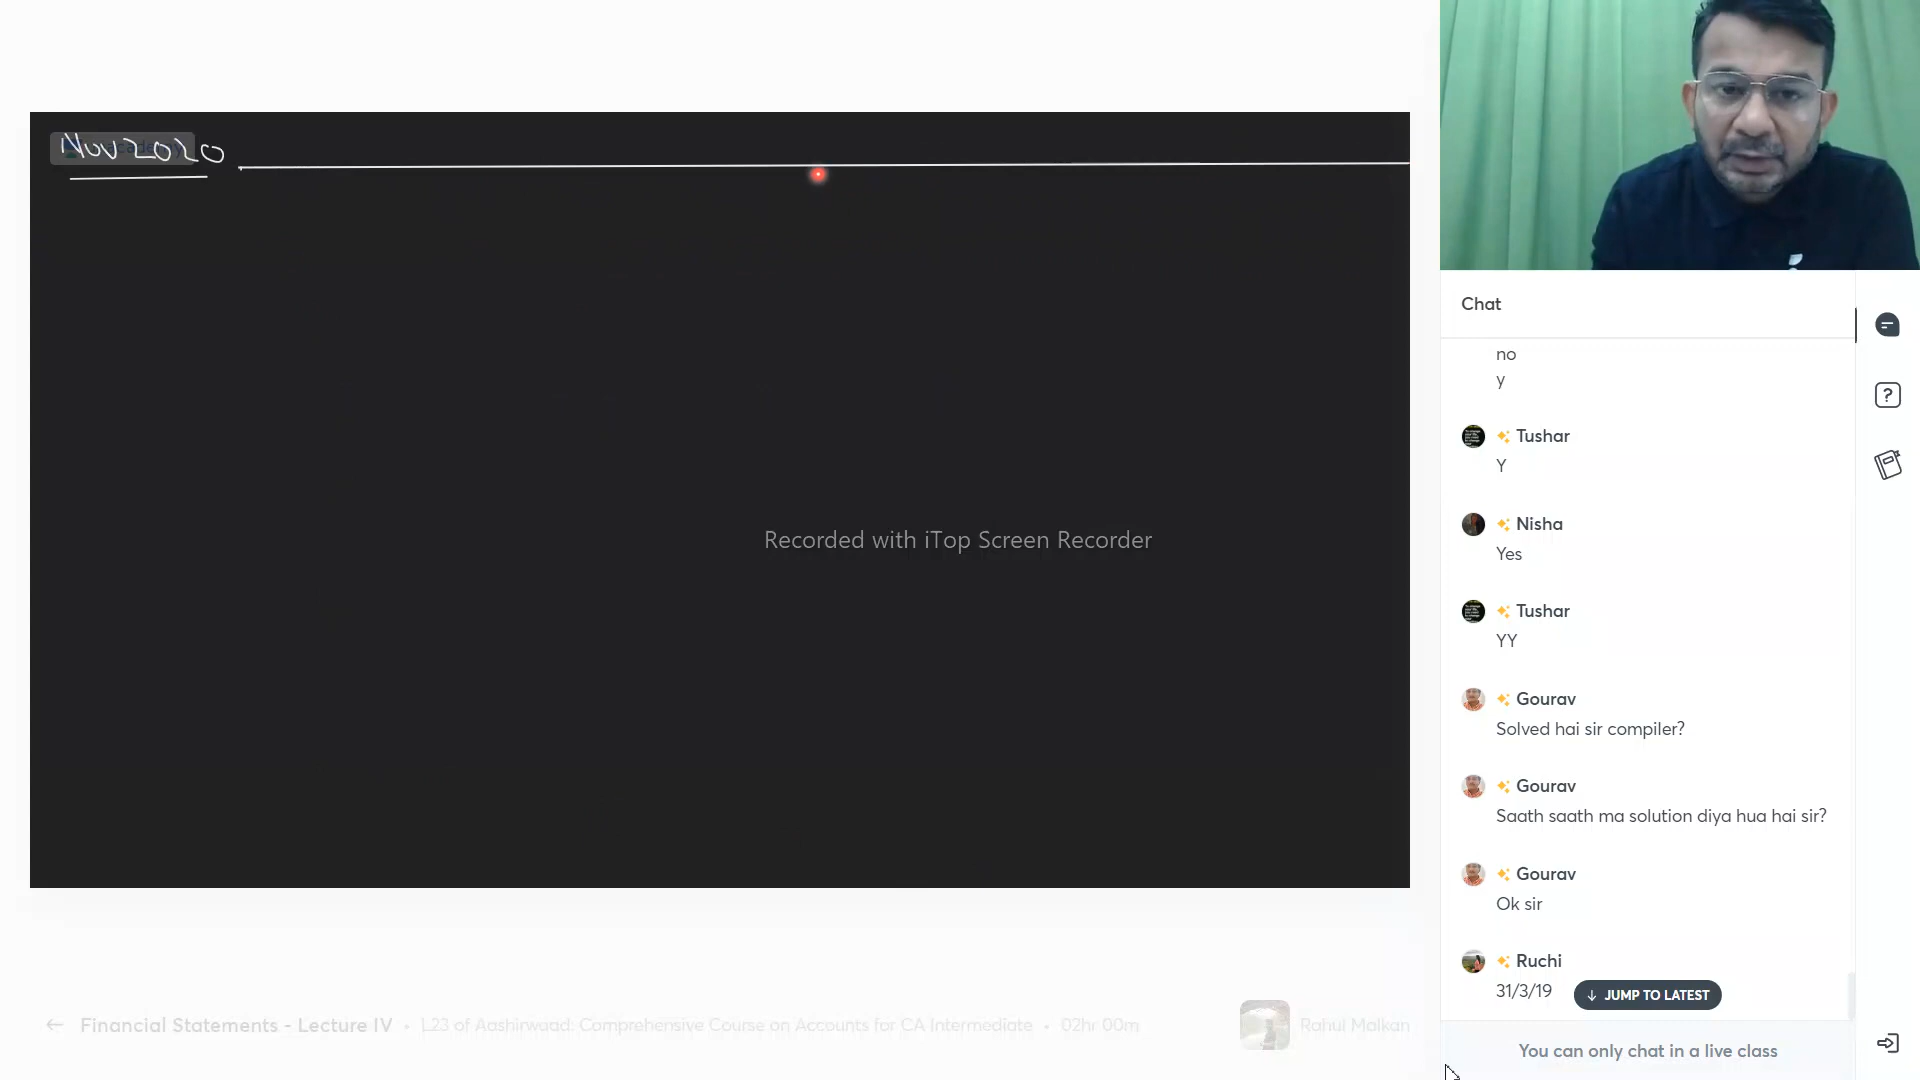 Nov 2020
Recorded with iTop Screen Recorder
Financial Statements - Lecture IV • L23 of Aashirwaad: Comprehensive Course on Accounts for CA Intermediate • 02hr 00m
Rahul Malkan
Chat
no
y
Tushar
Y
Nisha
Yes
Tushar
YY
Gourav
Solved hai sir compiler?
Gourav
Saath saath ma solution diya hua hai sir?
Gourav
Ok sir
Ruchi
31/3/19
JUMP TO LATEST
You can only chat in a live class